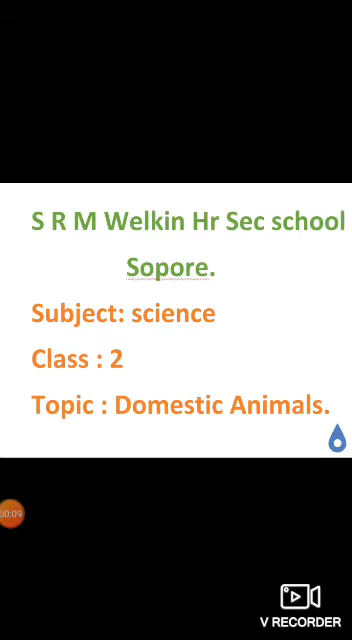 S R M Welkin Hr Sec school
Sopore.
Subject: science
Class : 2
Topic : Domestic Animals.
00:09
V RECORDER